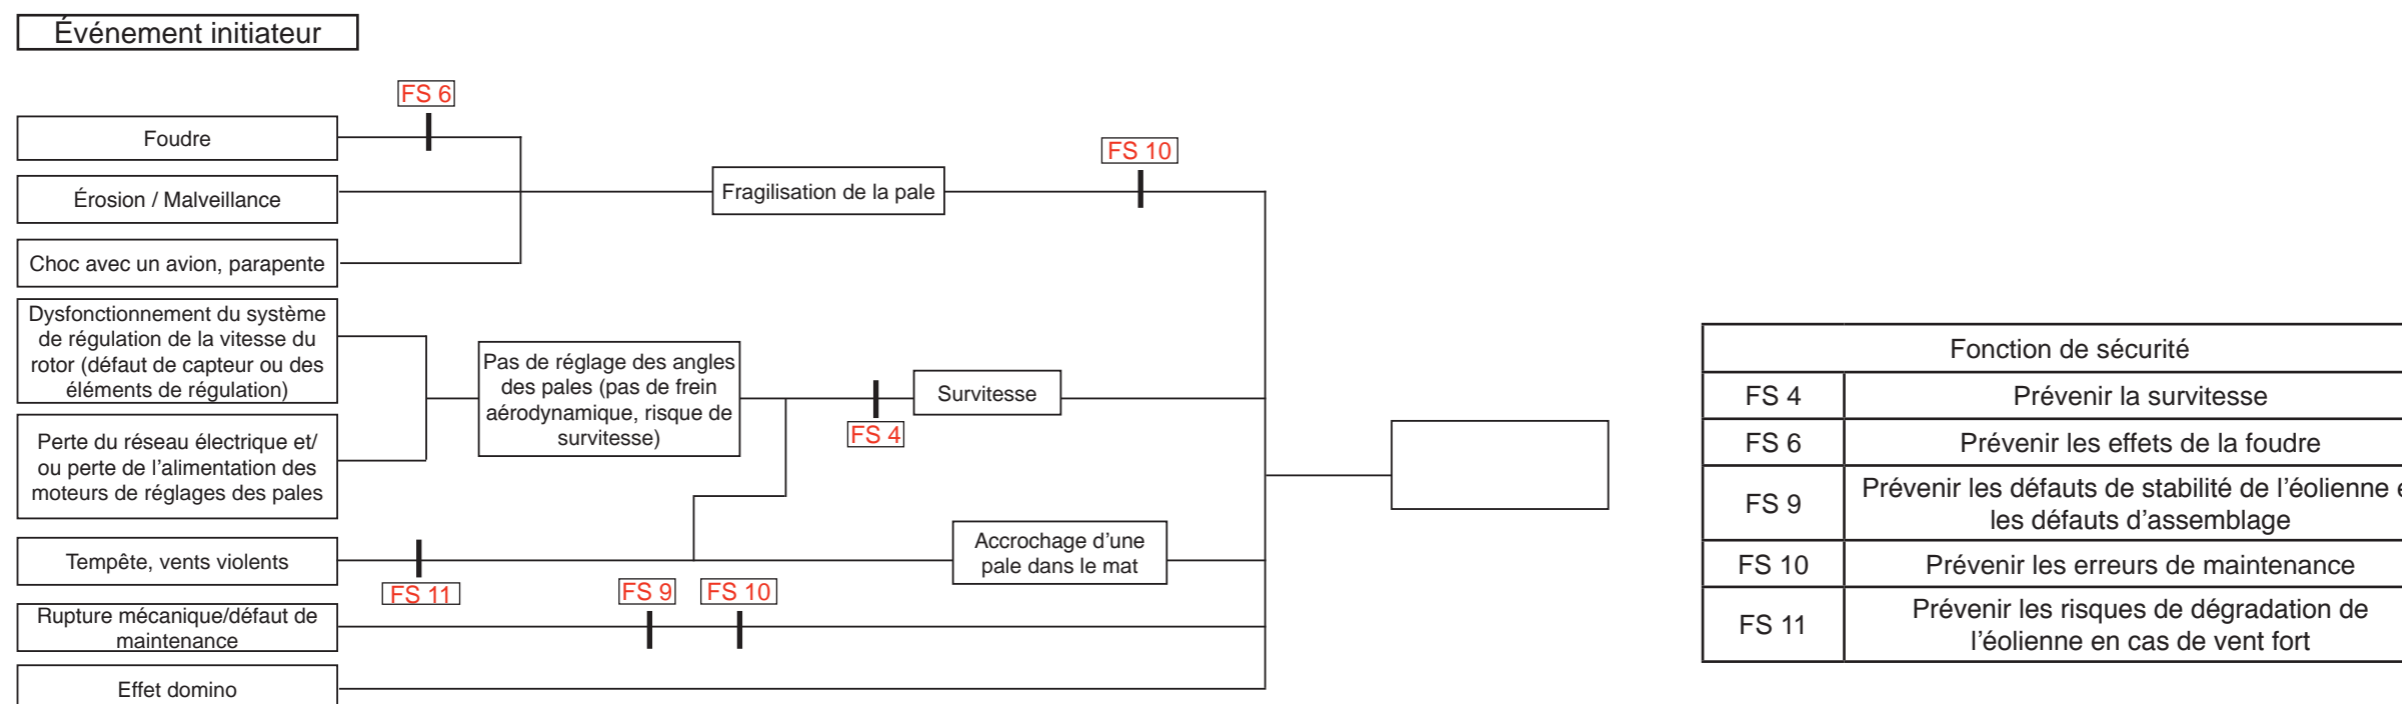 Événement initiateur
FS 6
Foudre
FS 10
Érosion / Malveillance
Fragilisation de la pale
Choc avec un avion, parapente
Dysfonctionnement du système
de régulation de la vitesse du
rotor (défaut de capteur ou des
éléments de régulation)
Pas de réglage des angles
des pales (pas de frein
aérodynamique, risque de
survitesse)
Survitesse
FS 4
Perte du réseau électrique et/
ou perte de l’alimentation des
moteurs de réglages des pales
Tempête, vents violents
FS 11
Accrochage d’une
pale dans le mat
FS 9
FS 10
Rupture mécanique/défaut de
maintenance
Effet domino
Fonction de sécurité
FS 4 Prévenir la survitesse
FS 6 Prévenir les effets de la foudre
FS 9 Prévenir les défauts de stabilité de l’éolienne
les défauts d’assemblage
FS 10 Prévenir les erreurs de maintenance
FS 11 Prévenir les risques de dégradation de
l’éolienne en cas de vent fort